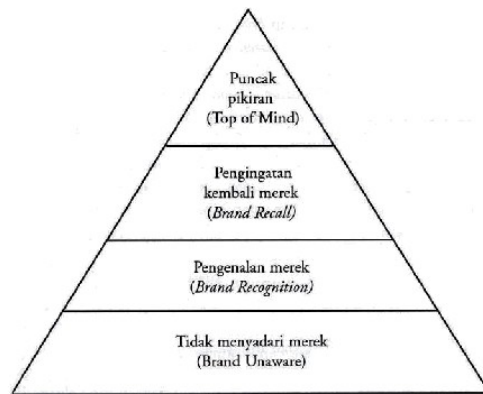 Puncak
pikiran
(Top of Mind)
Pengingatan
kembali merek
(Brand Recall)
Pengenalan merek
(Brand Recognition)
Tidak menyadari merek
(Brand Unaware)